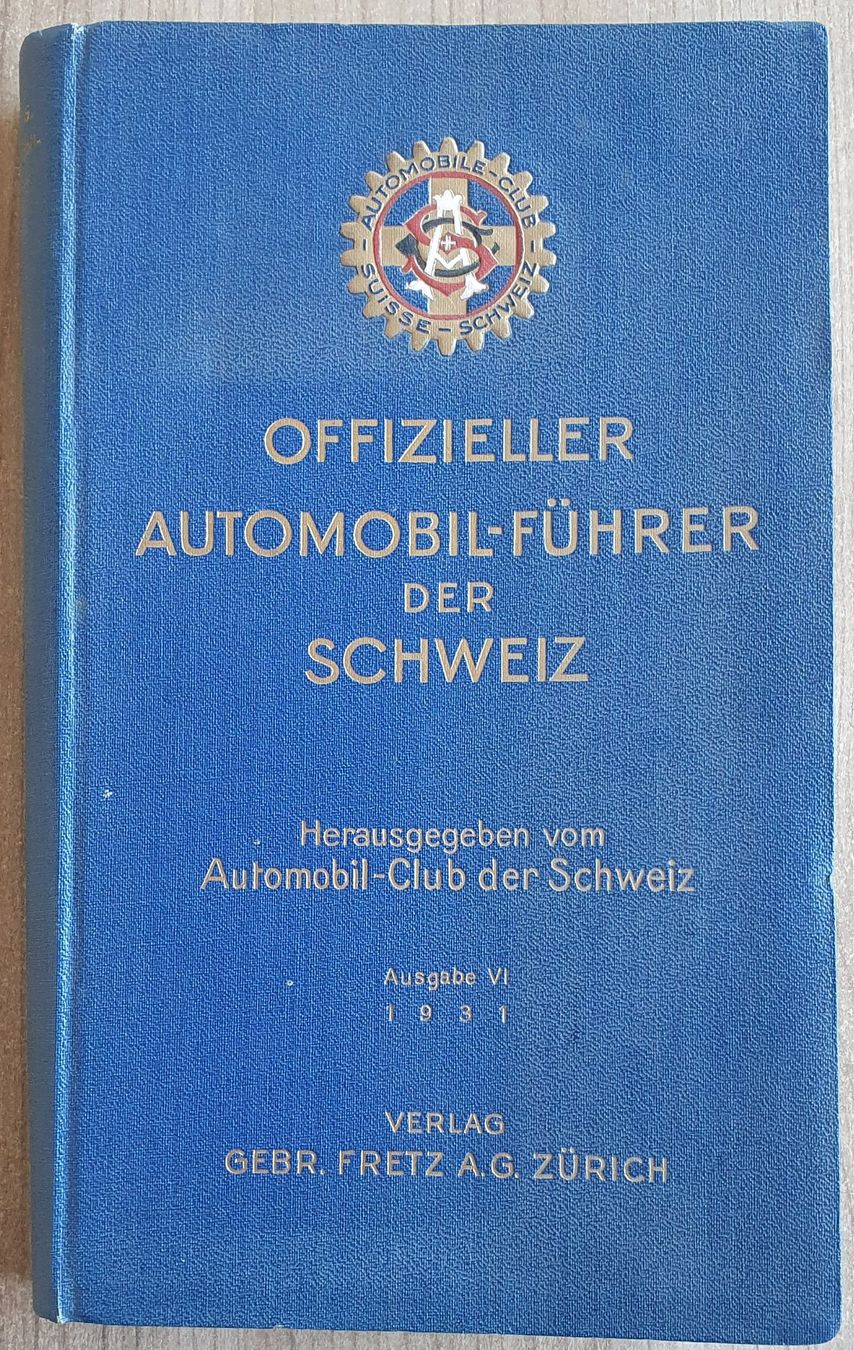 AUTOMOBILE-CLUB
- SUISSE - SCHWEIZ -
OFFIZIELLER
AUTOMOBIL-FÜHRER
DER
SCHWEIZ
Herausgegeben vom
Automobil-Club der Schweiz
Ausgabe VI
1931
VERLAG
GEBR. FRETZ A.G. ZÜRICH